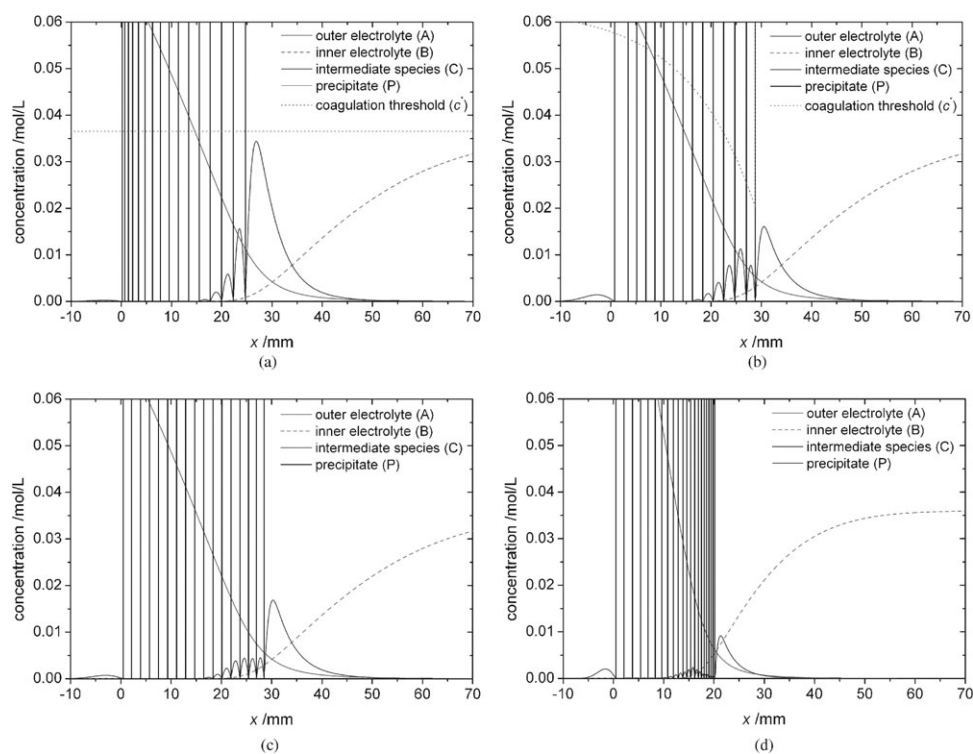 0.06
0.05
0.04
0.03
0.02
0.01
0.00
concentration /mol/L
outer electrolyte (A)
inner electrolyte (B)
intermediate species (C)
precipitate (P)
coagulation threshold (c*)
-10 0 10 20 30 40 50 60 70
x /mm
(a)
0.06
0.05
0.04
0.03
0.02
0.01
0.00
concentration /mol/L
outer electrolyte (A)
inner electrolyte (B)
intermediate species (C)
precipitate (P)
coagulation threshold (c*)
-10 0 10 20 30 40 50 60 70
x /mm
(b)
0.06
0.05
0.04
0.03
0.02
0.01
0.00
concentration /mol/L
outer electrolyte (A)
inner electrolyte (B)
intermediate species (C)
precipitate (P)
-10 0 10 20 30 40 50 60 70
x /mm
(c)
0.06
0.05
0.04
0.03
0.02
0.01
0.00
concentration /mol/L
outer electrolyte (A)
inner electrolyte (B)
intermediate species (C)
precipitate (P)
-10 0 10 20 30 40 50 60 70
x /mm
(d)